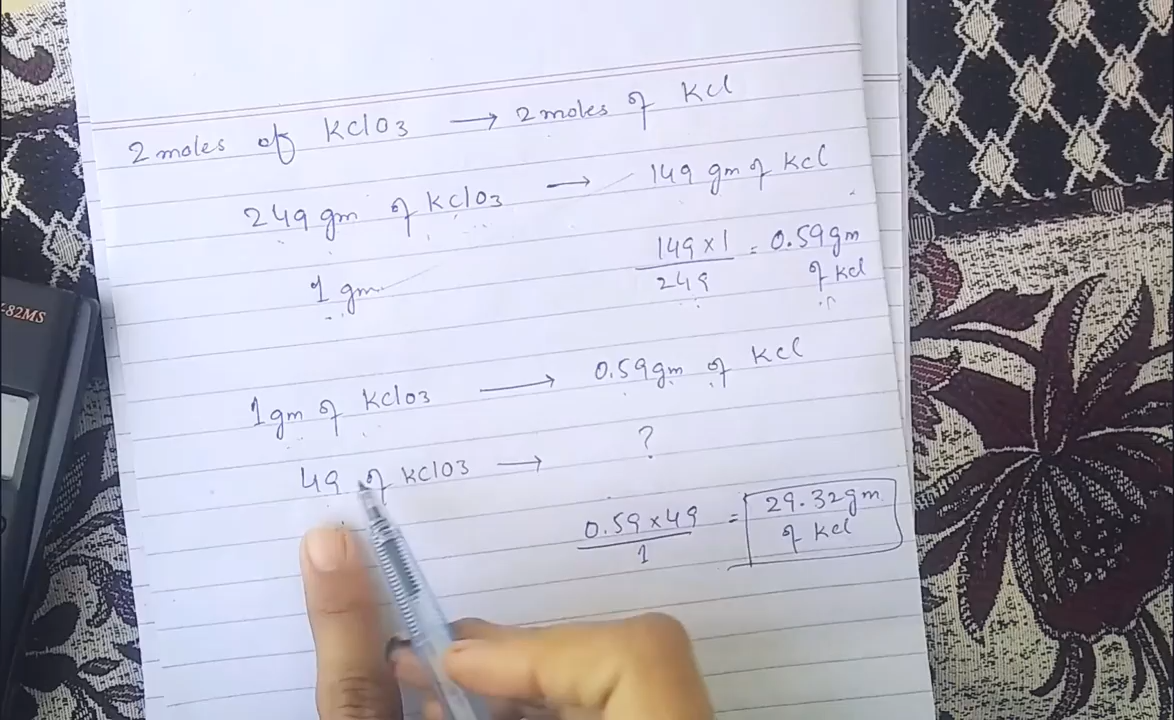 2 moles of KClO3 → 2 moles of KCl
249 gm of KClO3 → 149 gm of KCl
1 gm
149 × 1 / 249 = 0.59 gm of KCl
-82MS
1 gm of KClO3 → 0.59 gm of KCl
49 of KClO3 → ?
0.59 × 49 / 1 = 29.32 gm of KCl